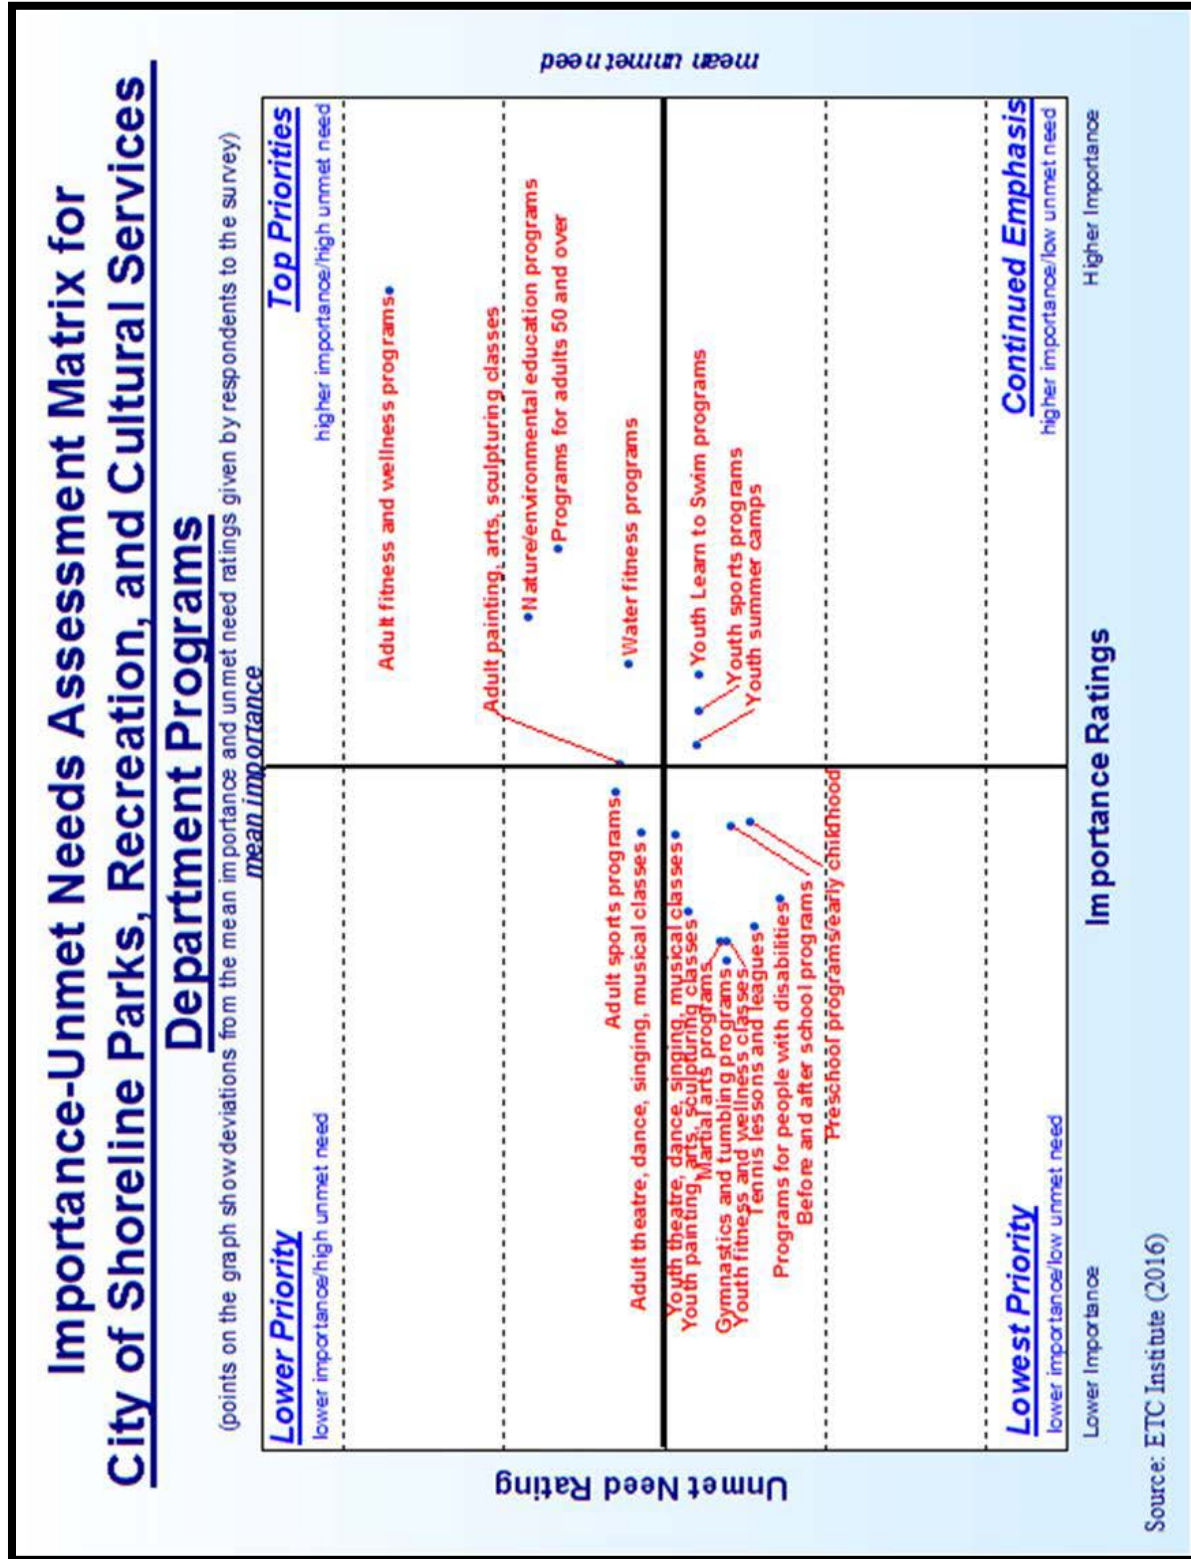 Importance-Unmet Needs Assessment Matrix for
City of Shoreline Parks, Recreation, and Cultural Services
Department Programs
(points on the graph show deviations from the mean importance and unmet need ratings given by respondents to the survey)
mean importance
Lower Priority
lower importance/high unmet need
Top Priorities
higher importance/high unmet need
Adult fitness and wellness programs
Adult painting, arts, sculpturing classes
Nature/environmental education programs
Programs for adults 50 and over
Adult sports programs
Water fitness programs
Adult theatre, dance, singing, musical classes
Unmet Need Rating
mean unmet need
Youth theatre, dance, singing, musical classes
Youth painting, arts, sculpturing classes
Youth Learn to Swim programs
Martial arts programs
Youth sports programs
Gymnastics and tumbling programs
Youth fitness and wellness classes
Youth summer camps
Tennis lessons and leagues
Programs for people with disabilities
Before and after school programs
Preschool programs/early childhood
Lowest Priority
lower importance/low unmet need
Continued Emphasis
higher importance/low unmet need
Lower Importance
Importance Ratings
Higher Importance
Source: ETC Institute (2016)